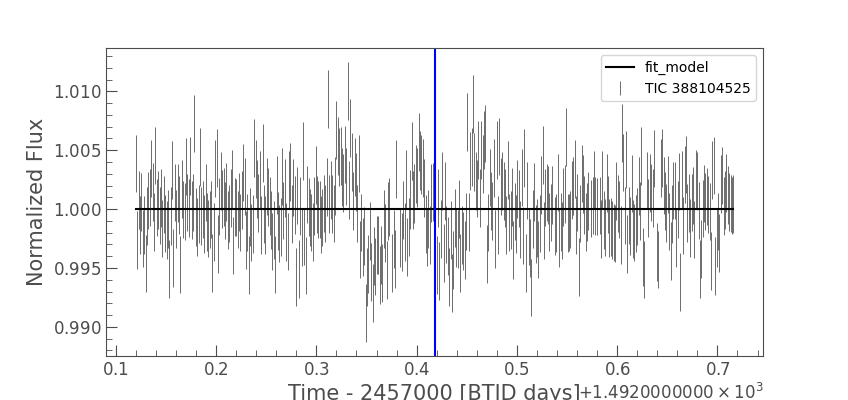 fit_model
TIC 388104525
1.010
1.005
1.000
0.995
0.990
Normalized Flux
0.1 0.2 0.3 0.4 0.5 0.6 0.7
Time - 2457000 [BTJD days]
+1.4920000000 × 10³